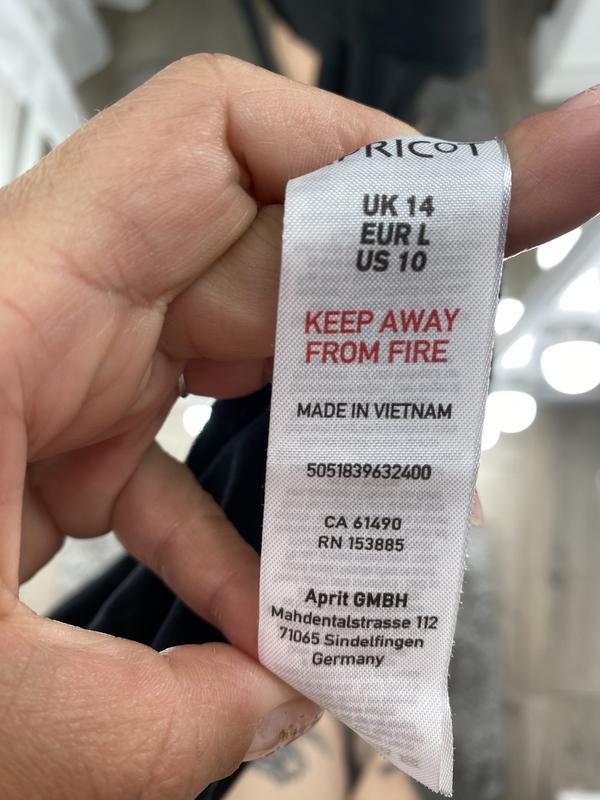 PRICOT
UK 14
EUR L
US 10
KEEP AWAY
FROM FIRE
MADE IN VIETNAM
5051839632400
CA 61490
RN 153885
Aprit GMBH
Mahdentalstrasse 112
71065 Sindelfingen
Germany